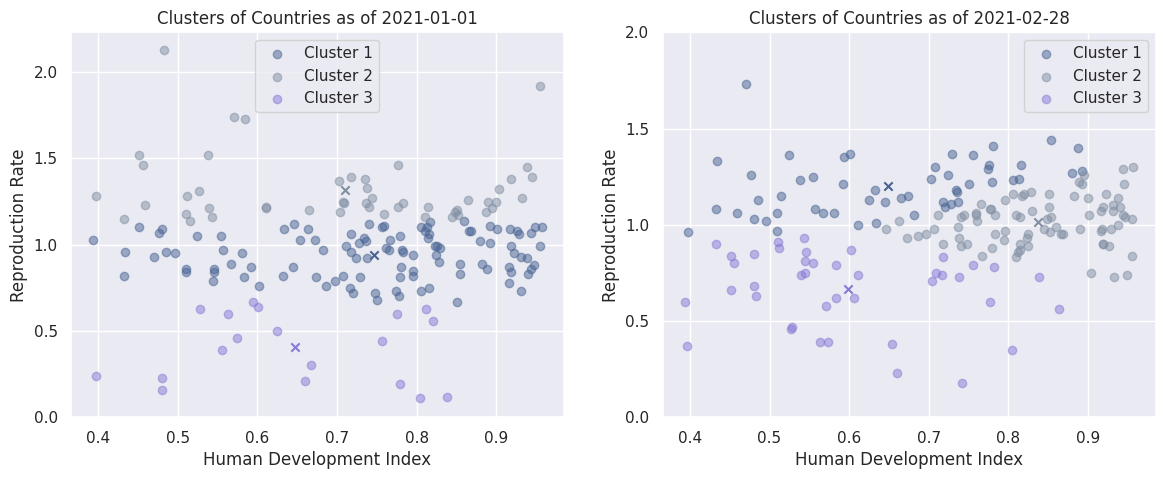 Clusters of Countries as of 2021-01-01
Cluster 1
Cluster 2
Cluster 3
2.0
1.5
1.0
0.5
0.0
Reproduction Rate
0.4 0.5 0.6 0.7 0.8 0.9
Human Development Index
Clusters of Countries as of 2021-02-28
Cluster 1
Cluster 2
Cluster 3
2.0
1.5
1.0
0.5
0.0
Reproduction Rate
0.4 0.5 0.6 0.7 0.8 0.9
Human Development Index